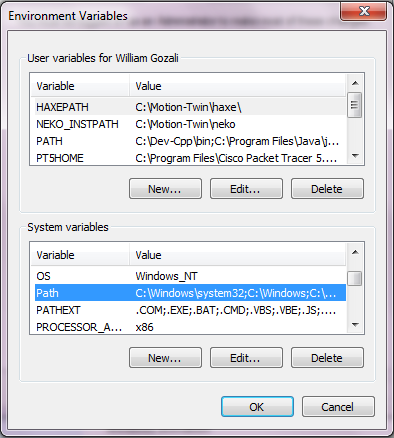 Environment Variables
User variables for William Gozali
Variable Value
HAXEPATH C:\Motion-Twin\haxe\
NEKO_INSTPATH C:\Motion-Twin\neko
PATH C:\Dev-Cpp\bin;C:\Program Files\Java\j...
PT5HOME C:\Program Files\Cisco Packet Tracer 5....
New... Edit... Delete
System variables
Variable Value
OS Windows_NT
Path C:\Windows\system32;C:\Windows;C:\...
PATHEXT .COM;.EXE;.BAT;.CMD;.VBS;.VBE;.JS;....
PROCESSOR_A... x86
New... Edit... Delete
OK Cancel